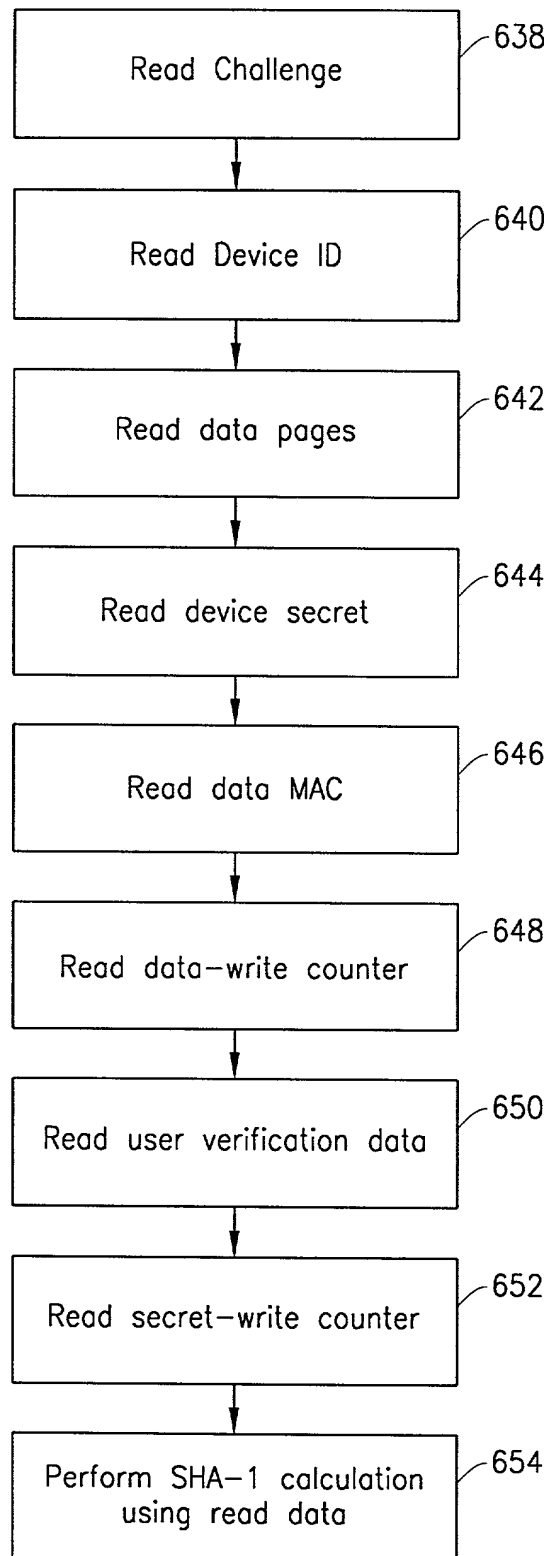 Read Challenge
638
Read Device ID
640
Read data pages
642
Read device secret
644
Read data MAC
646
Read data-write counter
648
Read user verification data
650
Read secret-write counter
652
Perform SHA-1 calculation
using read data
654